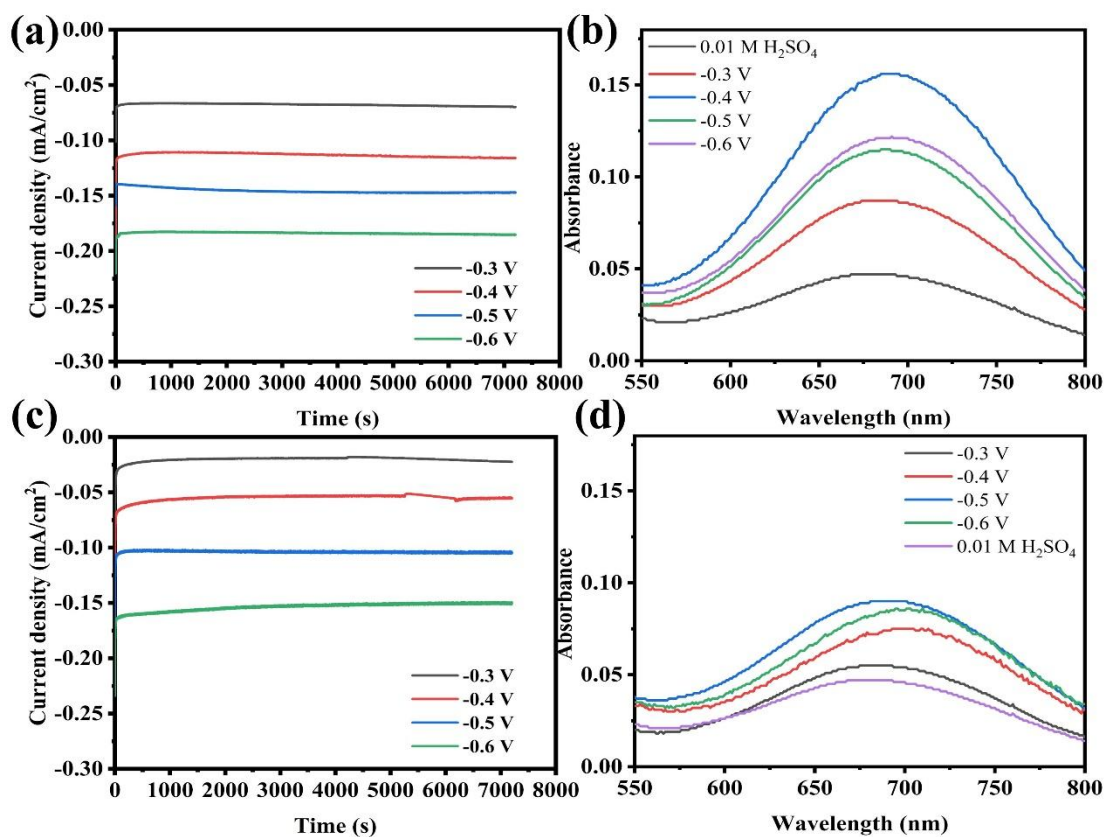 (a)
0.00
-0.05
-0.10
-0.15
-0.20
-0.25
-0.30
Current density (mA/cm²)
-0.3 V
-0.4 V
-0.5 V
-0.6 V
0 1000 2000 3000 4000 5000 6000 7000 8000
Time (s)
(b)
0.15
0.10
0.05
0.00
Absorbance
0.01 M H₂SO₄
-0.3 V
-0.4 V
-0.5 V
-0.6 V
550 600 650 700 750 800
Wavelength (nm)
(c)
0.00
-0.05
-0.10
-0.15
-0.20
-0.25
-0.30
Current density (mA/cm²)
-0.3 V
-0.4 V
-0.5 V
-0.6 V
0 1000 2000 3000 4000 5000 6000 7000 8000
Time (s)
(d)
0.15
0.10
0.05
0.00
Absorbance
-0.3 V
-0.4 V
-0.5 V
-0.6 V
0.01 M H₂SO₄
550 600 650 700 750 800
Wavelength (nm)